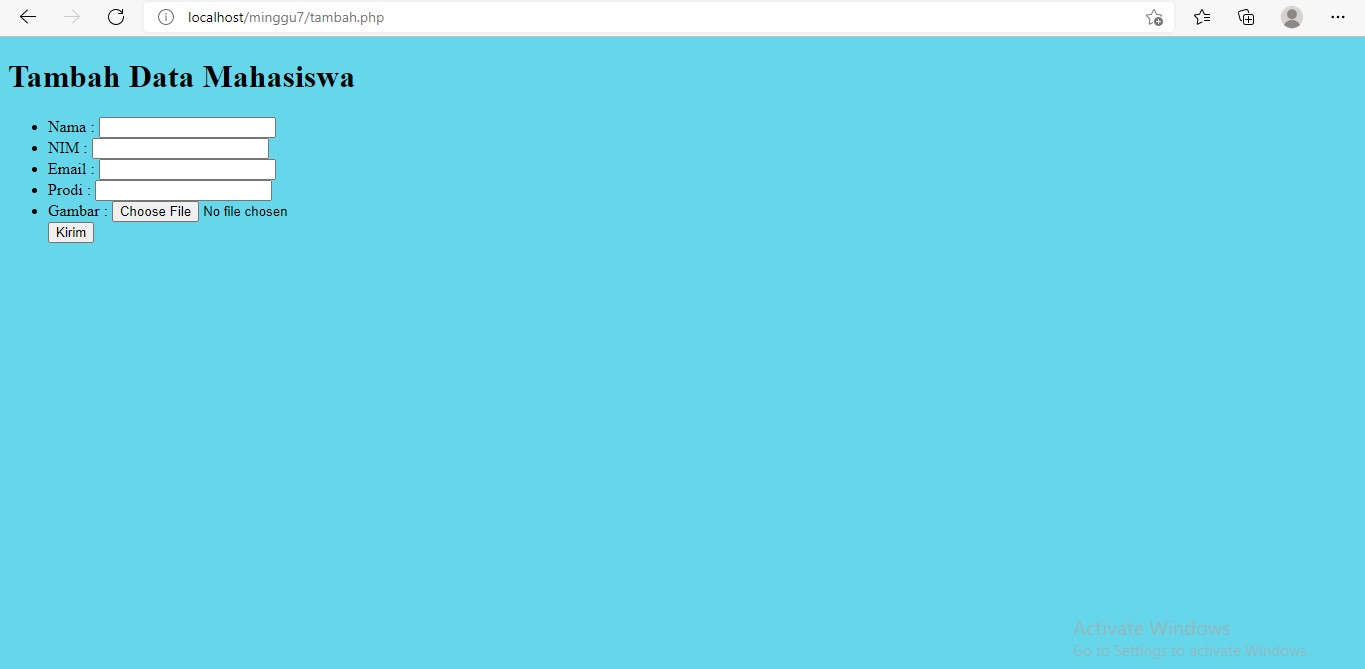 localhost/minggu7/tambah.php
Tambah Data Mahasiswa
Nama :
NIM :
Email :
Prodi :
Gambar : Choose File No file chosen
Kirim
Activate Windows
Go to Settings to activate Windows.